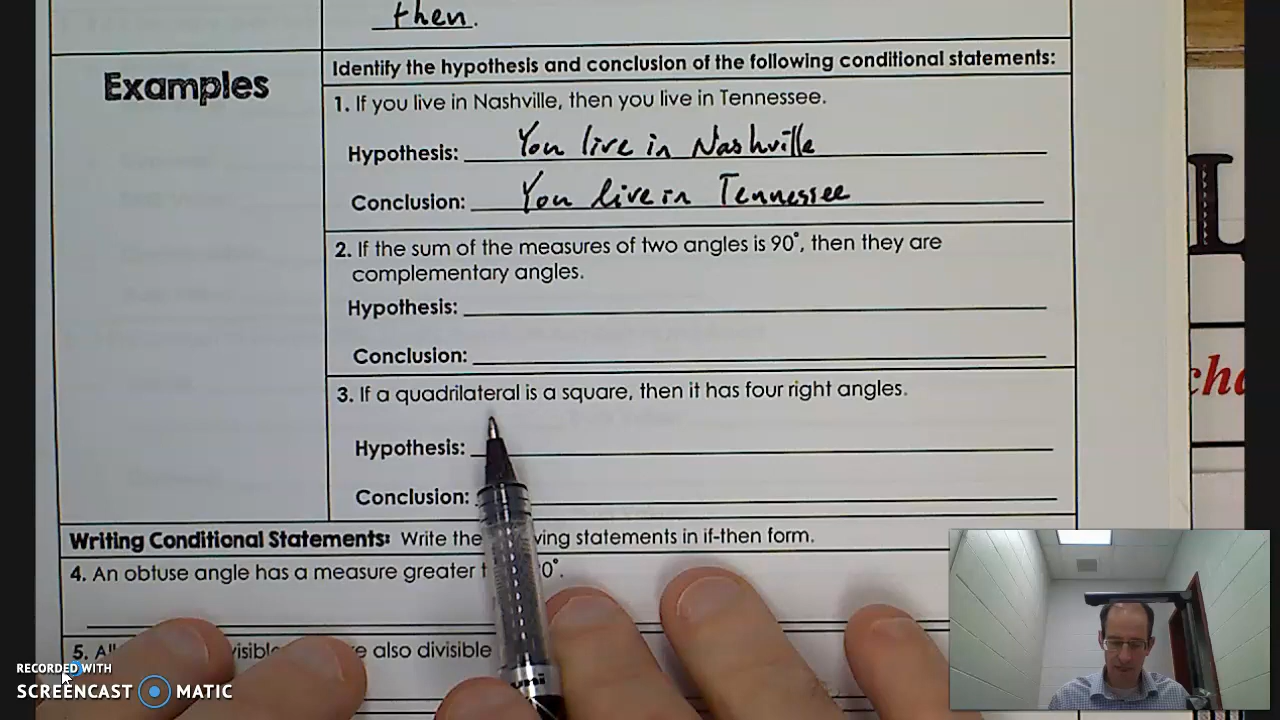 then.
Examples
Identify the hypothesis and conclusion of the following conditional statements:
1. If you live in Nashville, then you live in Tennessee.
Hypothesis: You live in Nashville
Conclusion: You live in Tennessee
2. If the sum of the measures of two angles is 90°, then they are
complementary angles.
Hypothesis:
Conclusion:
3. If a quadrilateral is a square, then it has four right angles.
Hypothesis:
Conclusion:
Writing Conditional Statements: Write the ving statements in if-then form.
4. An obtuse angle has a measure greater t 0°.
5. also divisible
L
cha
uni
RECORDED WITH
SCREENCAST MATIC